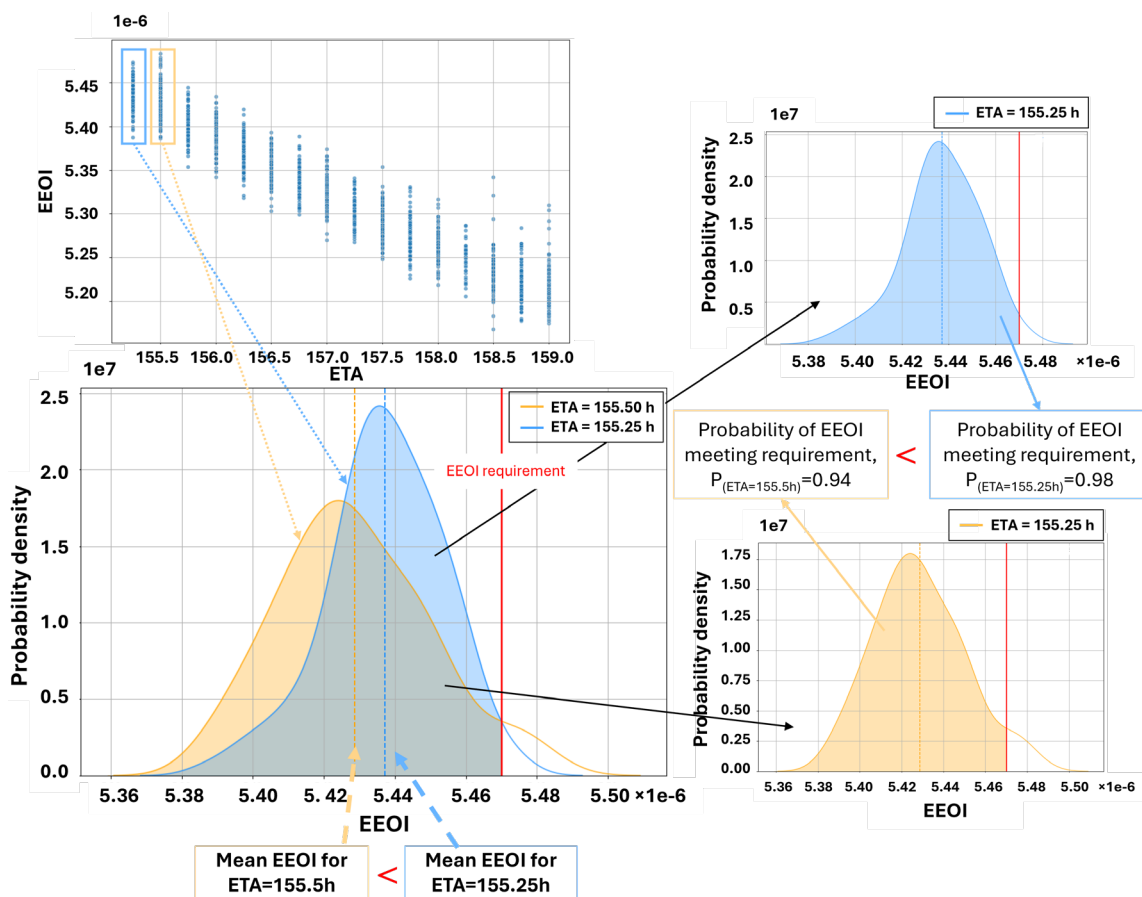 1e-6
EEOI
5.45
5.40
5.35
5.30
5.25
5.20
155.5 156.0 156.5 157.0 157.5 158.0 158.5 159.0
ETA
1e7
ETA = 155.25 h
Probability density
2.5
2.0
1.5
1.0
0.5
5.38 5.40 5.42 5.44 5.46 5.48 ×1e-6
EEOI
1e7
ETA = 155.50 h
ETA = 155.25 h
EEOI requirement
Probability density
2.5
2.0
1.5
1.0
0.5
0.0
5.36 5.38 5.40 5.42 5.44 5.46 5.48 5.50 ×1e-6
EEOI
Probability of EEOI
meeting requirement,
P(ETA=155.5h)=0.94
<
Probability of EEOI
meeting requirement,
P(ETA=155.25h)=0.98
1e7
ETA = 155.25 h
Probability density
1.75
1.50
1.25
1.00
0.75
0.50
0.25
0.00
5.36 5.38 5.40 5.42 5.44 5.46 5.48 5.50 ×1e-6
EEOI
Mean EEOI for
ETA=155.5h
<
Mean EEOI for
ETA=155.25h